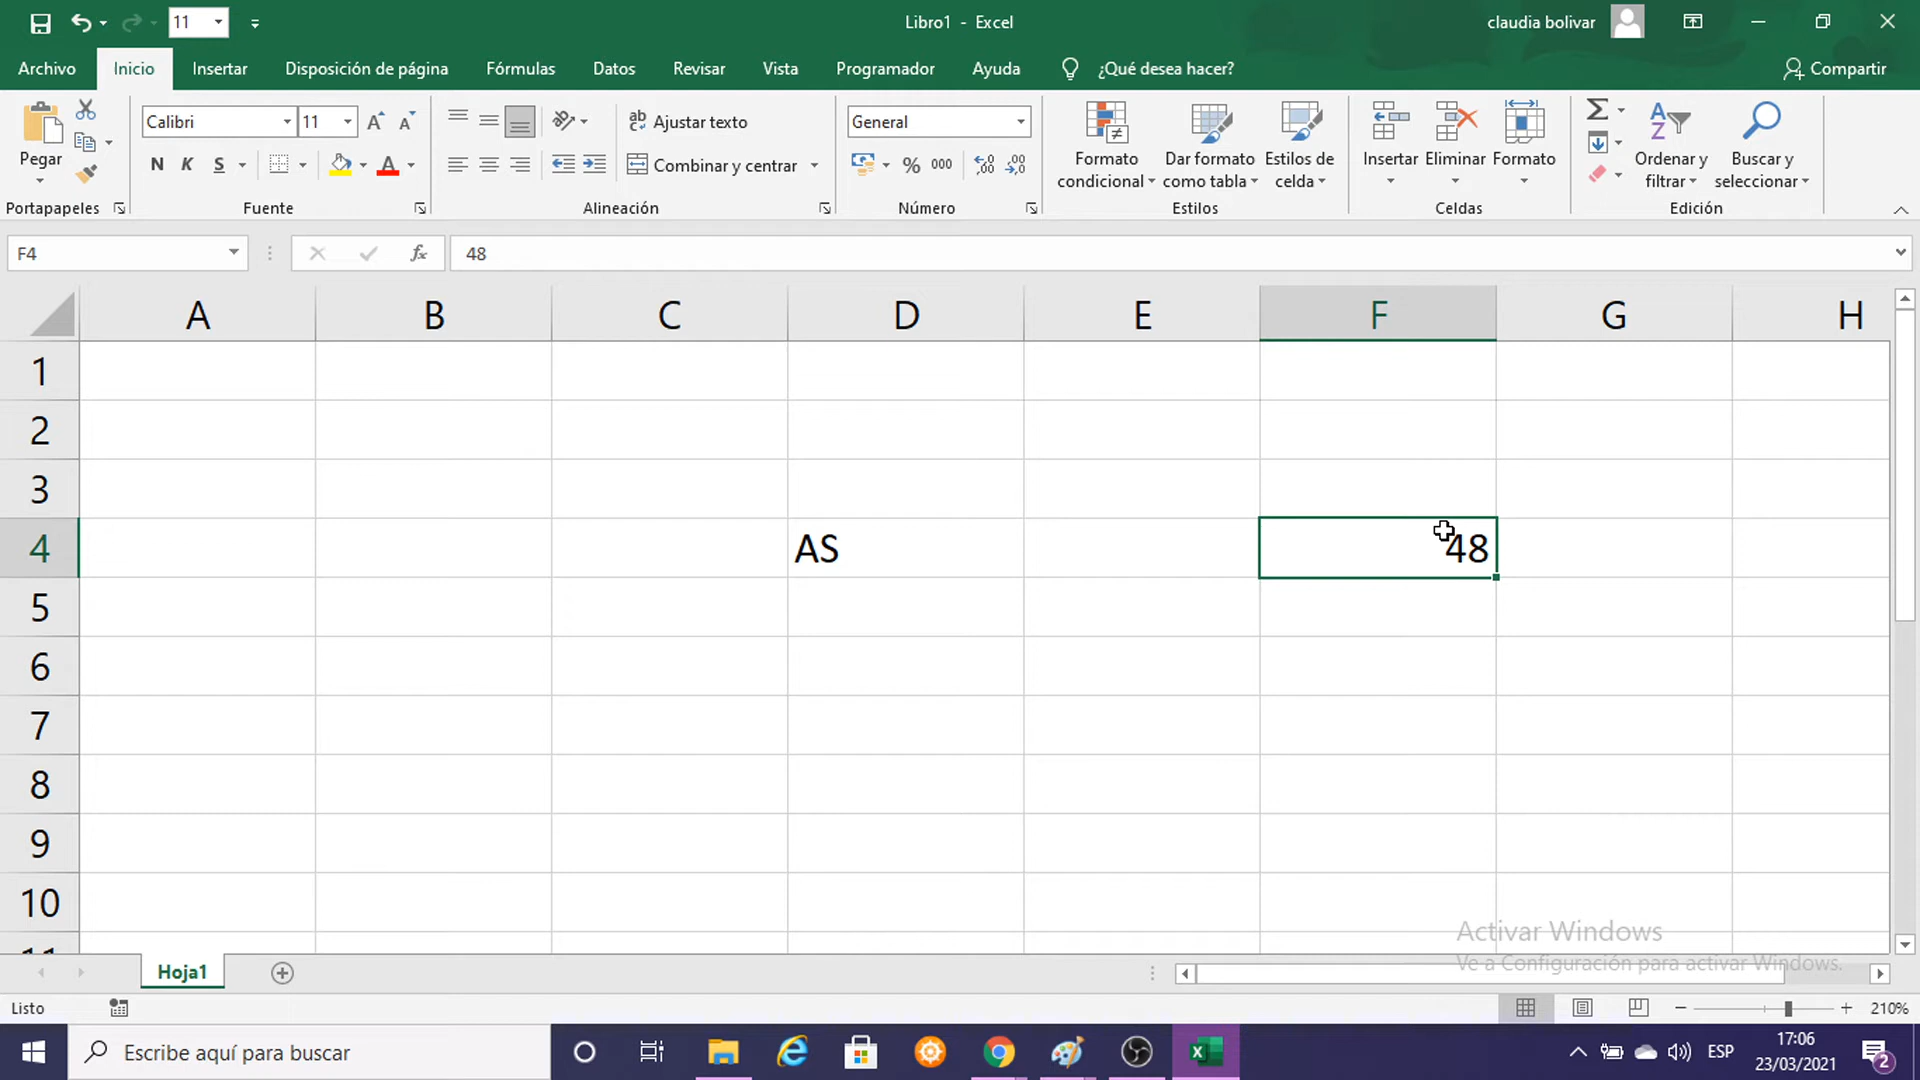 11
Libro1 - Excel
claudia bolivar
Archivo Inicio Insertar Disposición de página Fórmulas Datos Revisar Vista Programador Ayuda ¿Qué desea hacer? Compartir
Pegar
Portapapeles
Calibri 11
N K S A
Fuente
ab Ajustar texto
Combinar y centrar
Alineación
General
% 000
Número
Formato condicional
Dar formato como tabla
Estilos de celda
Estilos
Insertar Eliminar Formato
Celdas
Ordenar y filtrar
Buscar y seleccionar
Edición
F4 fx 48
A B C D E F G H
1
2
3
4 AS 48
5
6
7
8
9
10
11
Activar Windows
Ve a Configuración para activar Windows.
Hoja1
Listo 210%
Escribe aquí para buscar
ESP
17:06
23/03/2021
2